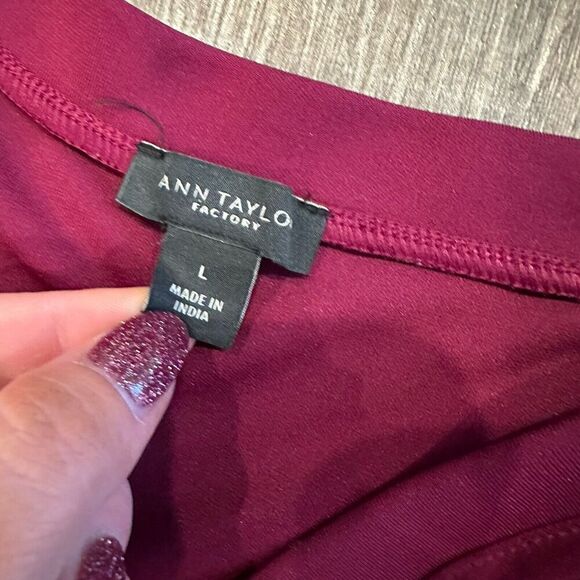 ANN TAYLO
FACTORY
L
MADE IN
INDIA